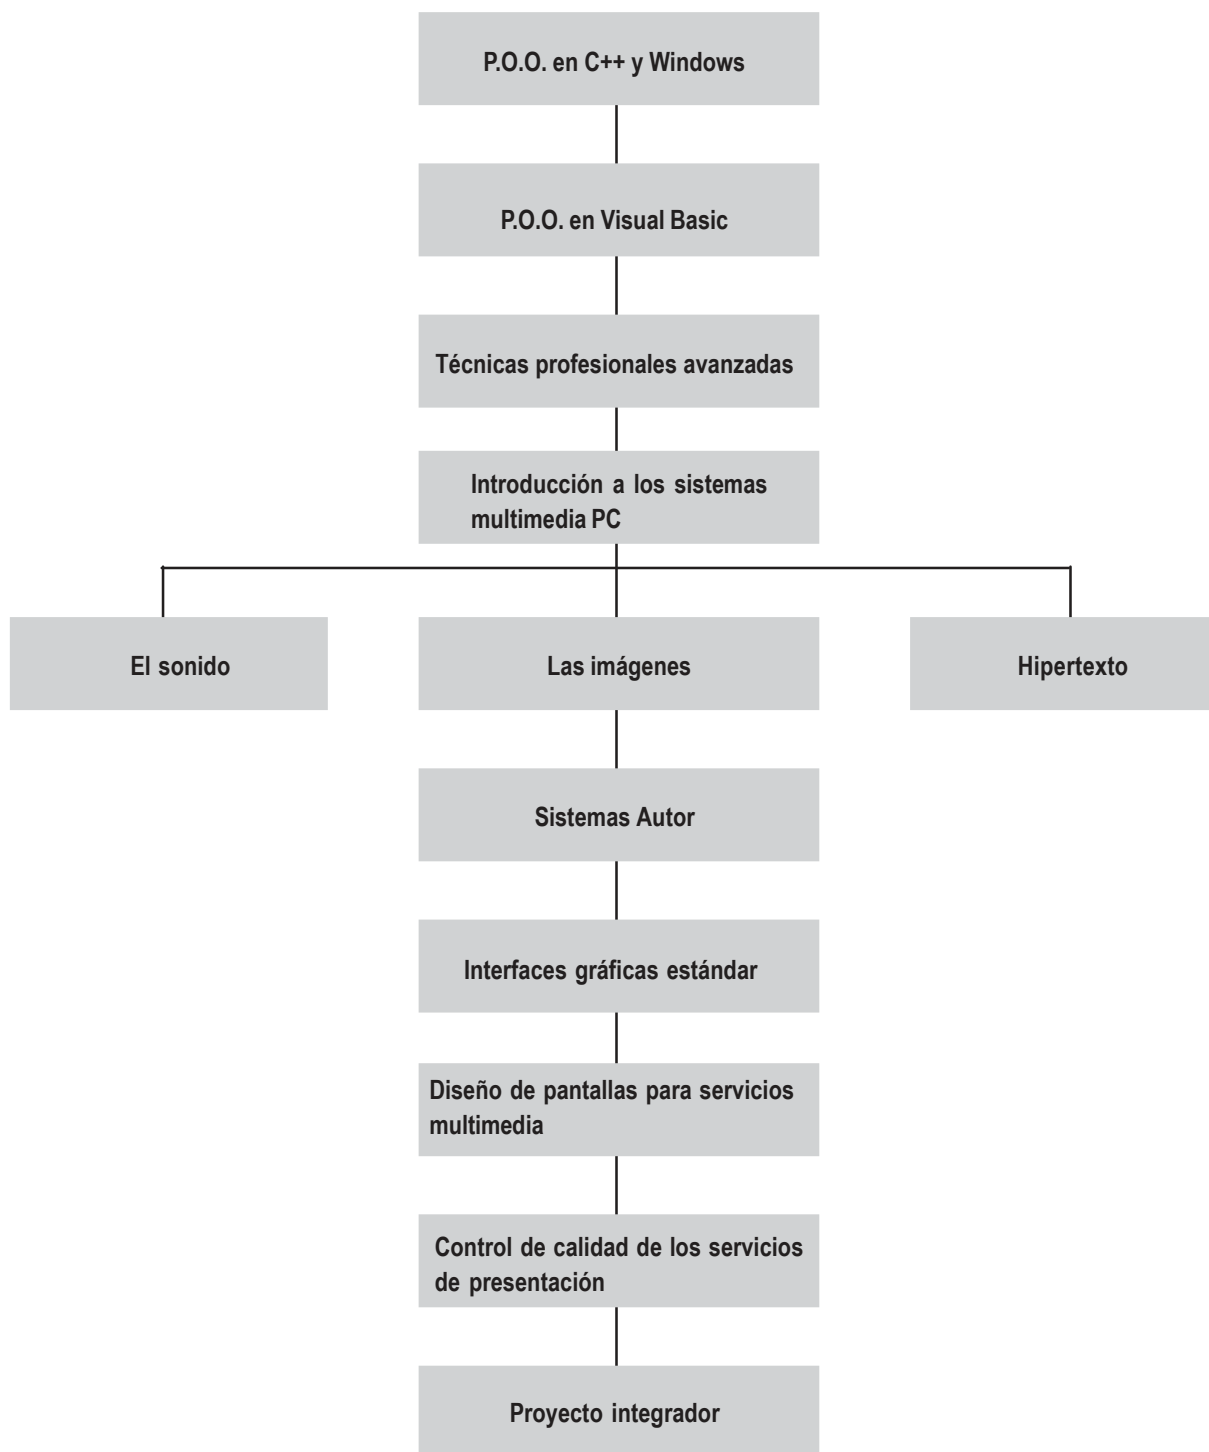 P.O.O. en C++ y Windows
P.O.O. en Visual Basic
Técnicas profesionales avanzadas
Introducción a los sistemas
multimedia PC
El sonido
Las imágenes
Hipertexto
Sistemas Autor
Interfaces gráficas estándar
Diseño de pantallas para servicios
multimedia
Control de calidad de los servicios
de presentación
Proyecto integrador